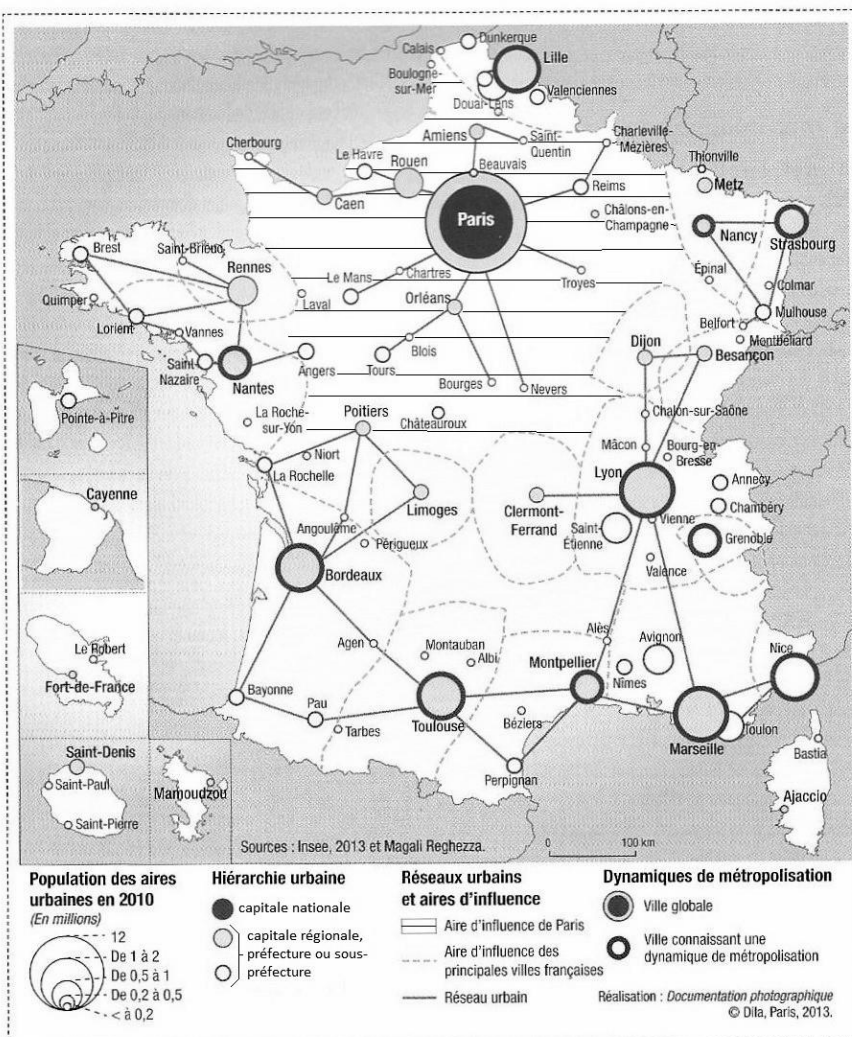 Dunkerque
Calais
Lille
Boulogne-
sur-Mer
Valenciennes
Douai-Lens
Amiens
Saint-
Quentin
Charleville-
Mézières
Cherbourg
Le Havre
Rouen
Beauvais
Thionville
Metz
Reims
Caen
Paris
Châlons-en-
Champagne
Nancy
Strasbourg
Brest
Saint-Brieuc
Rennes
Le Mans
Chartres
Troyes
Épinal
Colmar
Quimper
Laval
Orléans
Mulhouse
Lorient
Vannes
Belfort
Montbéliard
Blois
Dijon
Besançon
Saint-
Nazaire
Nantes
Angers
Tours
Bourges
Nevers
Pointe-à-Pitre
La Roche-
sur-Yon
Poitiers
Châteauroux
Chalon-sur-Saône
Mâcon
Bourg-en-
Bresse
Niort
La Rochelle
Lyon
Annecy
Cayenne
Limoges
Clermont-
Ferrand
Chambéry
Angoulême
Saint-
Étienne
Vienne
Grenoble
Périgueux
Valence
Bordeaux
Le Robert
Agen
Montauban
Albi
Alès
Avignon
Nice
Fort-de-France
Montpellier
Nîmes
Bayonne
Pau
Tarbes
Toulouse
Béziers
Marseille
Toulon
Saint-Denis
Bastia
Saint-Paul
Mamoudzou
Perpignan
Ajaccio
Saint-Pierre
Sources : Insee, 2013 et Magali Reghezza.
0 100 km
Population des aires
urbaines en 2010
(En millions)
12
De 1 à 2
De 0,5 à 1
De 0,2 à 0,5
< à 0,2
Hiérarchie urbaine
capitale nationale
capitale régionale,
préfecture ou sous-
préfecture
Réseaux urbains
et aires d'influence
Aire d'influence de Paris
Aire d'influence des
principales villes françaises
Réseau urbain
Dynamiques de métropolisation
Ville globale
Ville connaissant une
dynamique de métropolisation
Réalisation : Documentation photographique
© Dila, Paris, 2013.